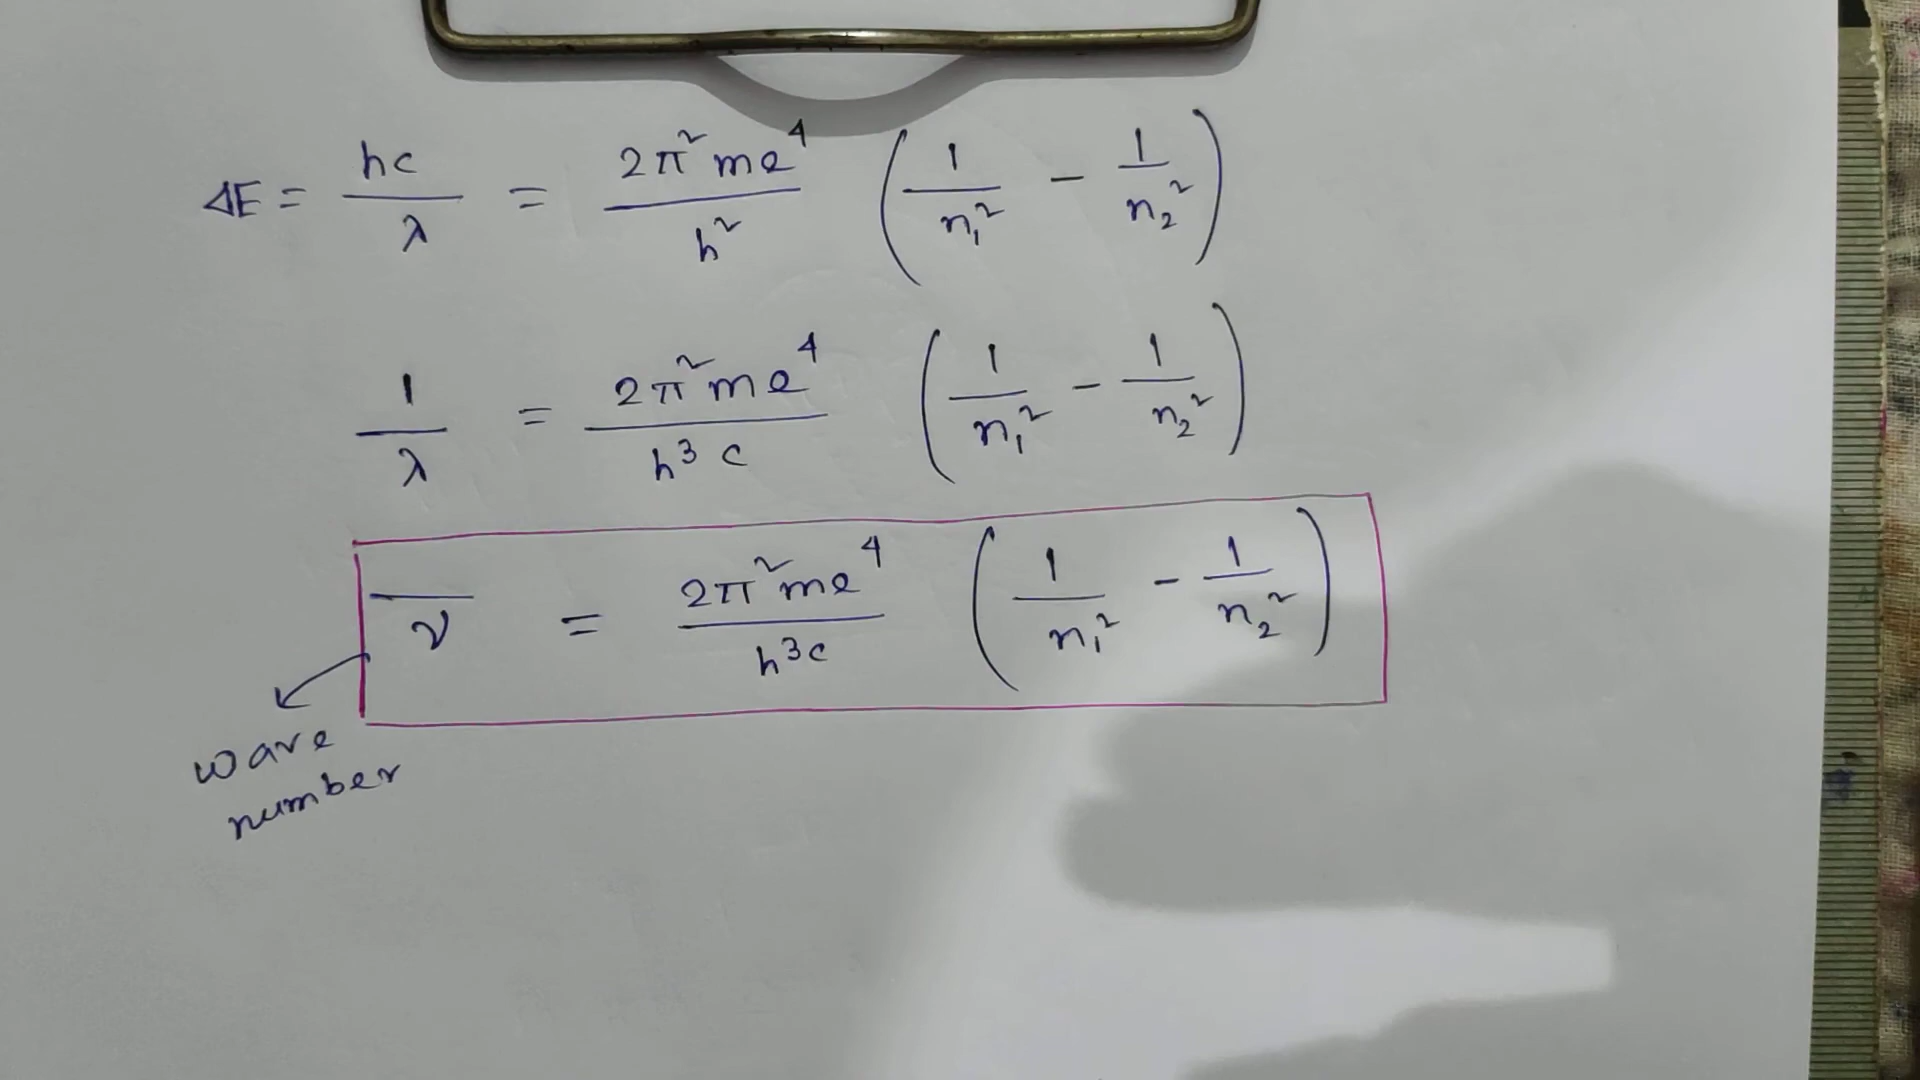 ΔE = hc/λ = 2π²me⁴/h² (1/n₁² − 1/n₂²)
1/λ = 2π²me⁴/h³c (1/n₁² − 1/n₂²)
ν̅ = 2π²me⁴/h³c (1/n₁² − 1/n₂²)
wave
number